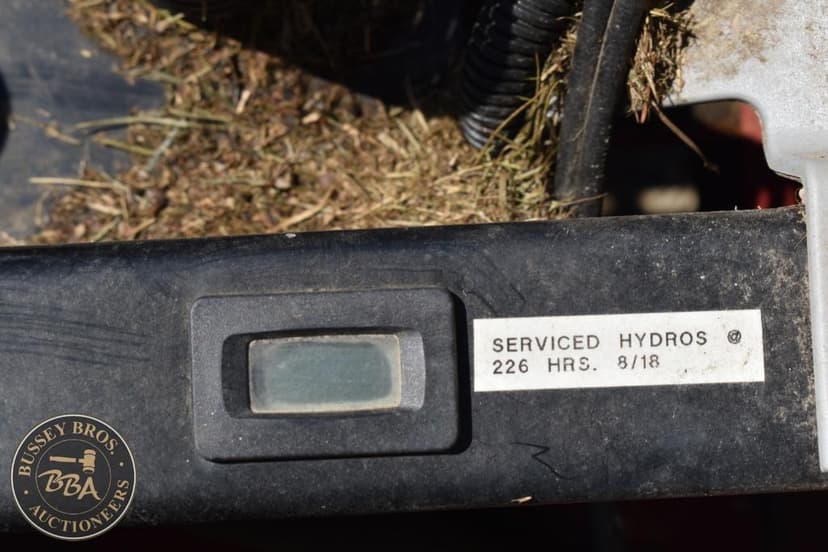 SERVICED HYDROS @
226 HRS. 8/18
BUSSEY BROS.
BBA
AUCTIONEERS